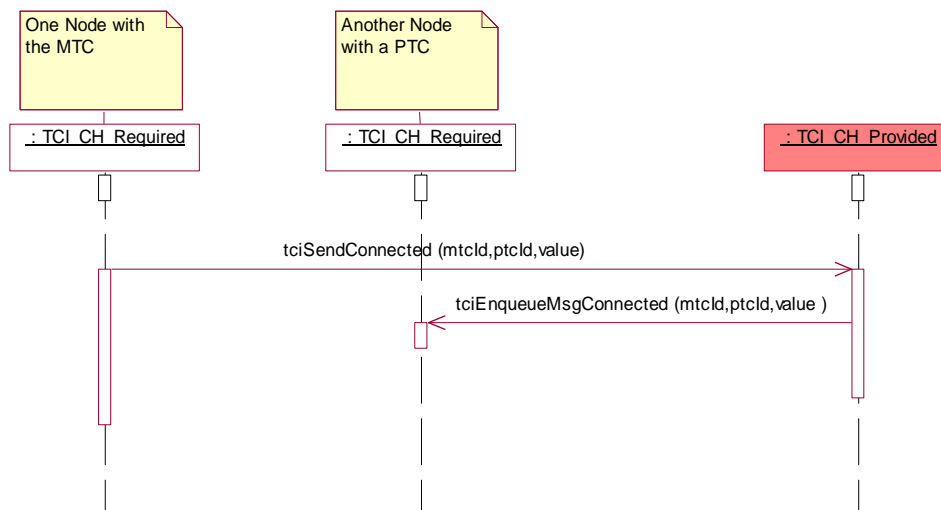 One Node with
the MTC
Another Node
with a PTC
: TCI_CH_Required
: TCI_CH_Required
: TCI_CH_Provided
tciSendConnected (mtcId,ptcId,value)
tciEnqueueMsgConnected (mtcId,ptcId,value )